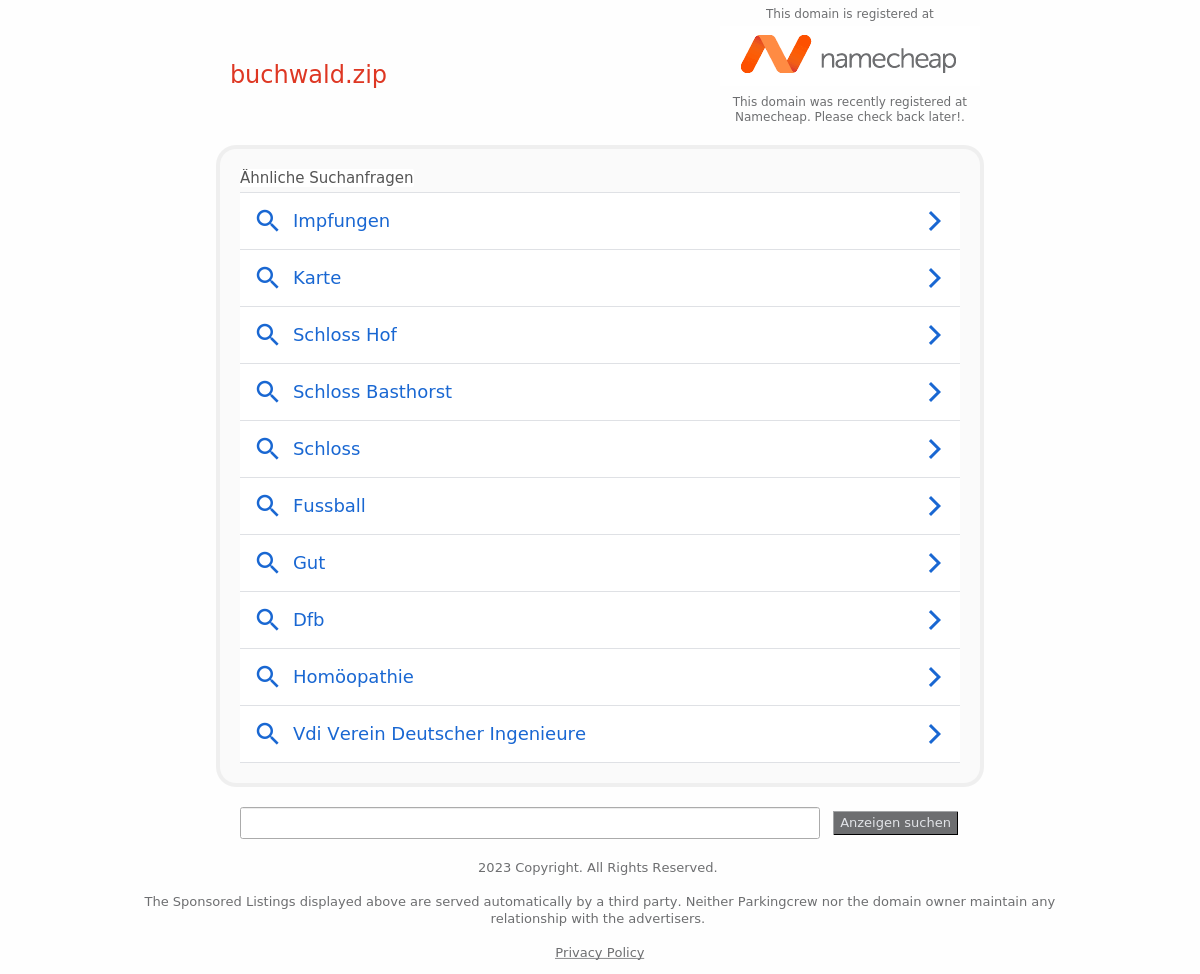 This domain is registered at
namecheap
buchwald.zip
This domain was recently registered at
Namecheap. Please check back later!.
Ähnliche Suchanfragen
Impfungen
Karte
Schloss Hof
Schloss Basthorst
Schloss
Fussball
Gut
Dfb
Homöopathie
Vdi Verein Deutscher Ingenieure
Anzeigen suchen
2023 Copyright. All Rights Reserved.
The Sponsored Listings displayed above are served automatically by a third party. Neither Parkingcrew nor the domain owner maintain any
relationship with the advertisers.
Privacy Policy